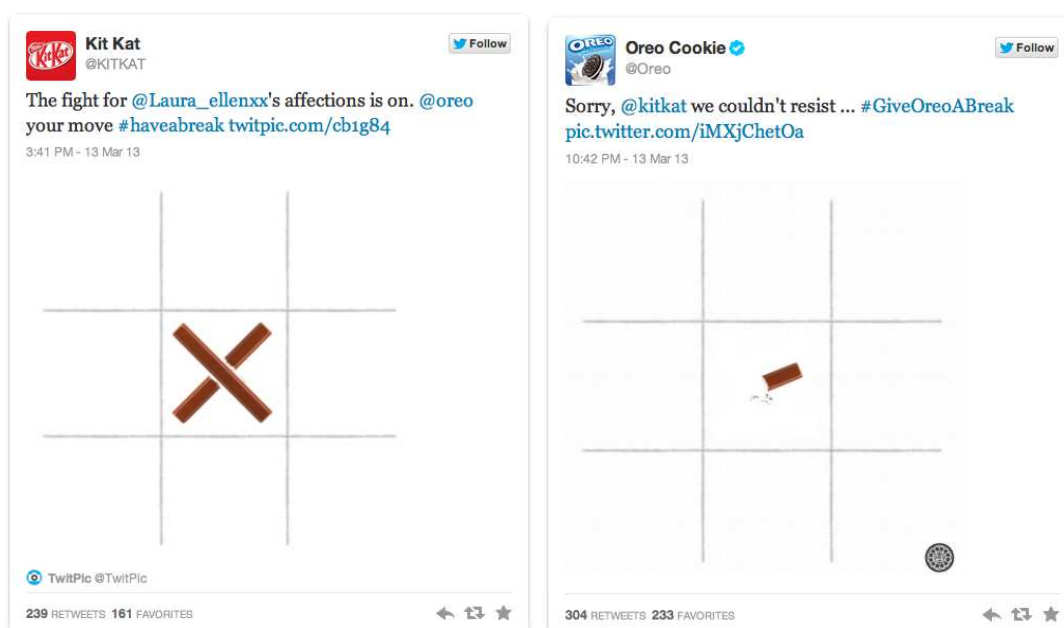 KitKat
Kit Kat
@KITKAT
Follow
The fight for @Laura_ellenxx's affections is on. @oreo
your move #haveabreak twitpic.com/cb1g84
3:41 PM - 13 Mar 13
TwitPic @TwitPic
239 RETWEETS 161 FAVORITES
OREO
Oreo Cookie
@Oreo
Follow
Sorry, @kitkat we couldn't resist ... #GiveOreoABreak
pic.twitter.com/iMXjChetOa
10:42 PM - 13 Mar 13
304 RETWEETS 233 FAVORITES